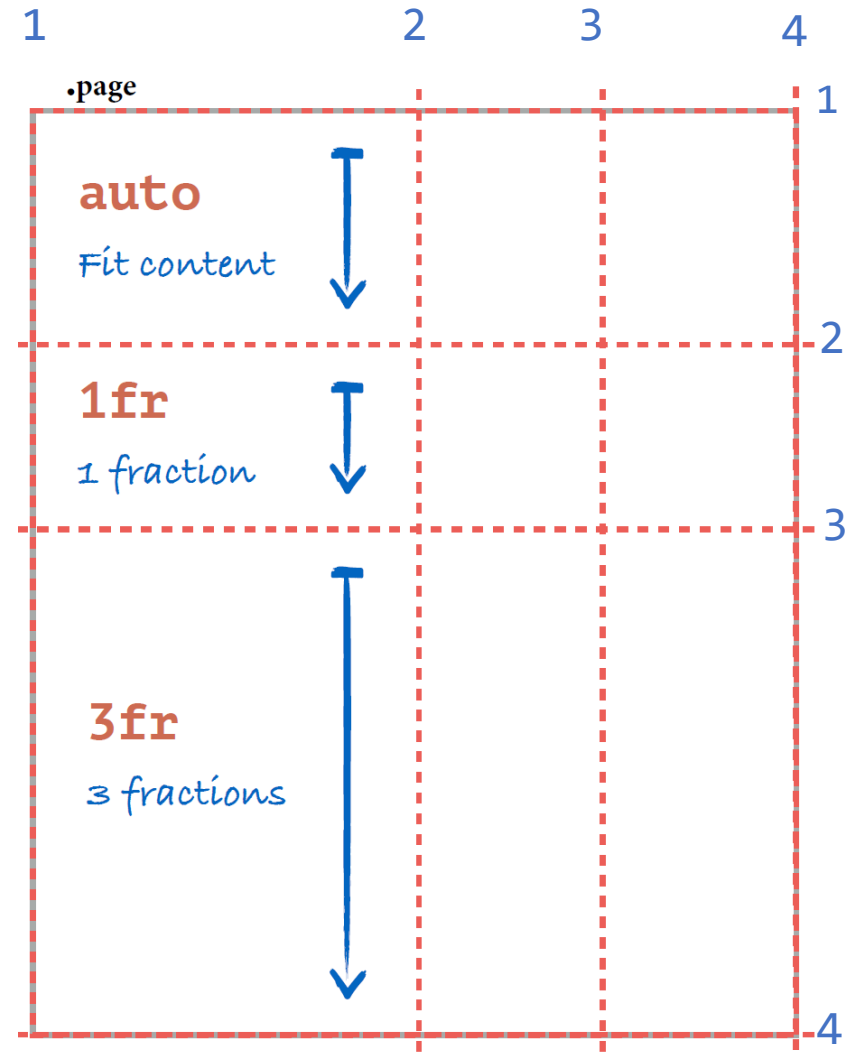 1 2 3 4
.page
1
auto
Fit content
2
1fr
1 fraction
3
3fr
3 fractions
4